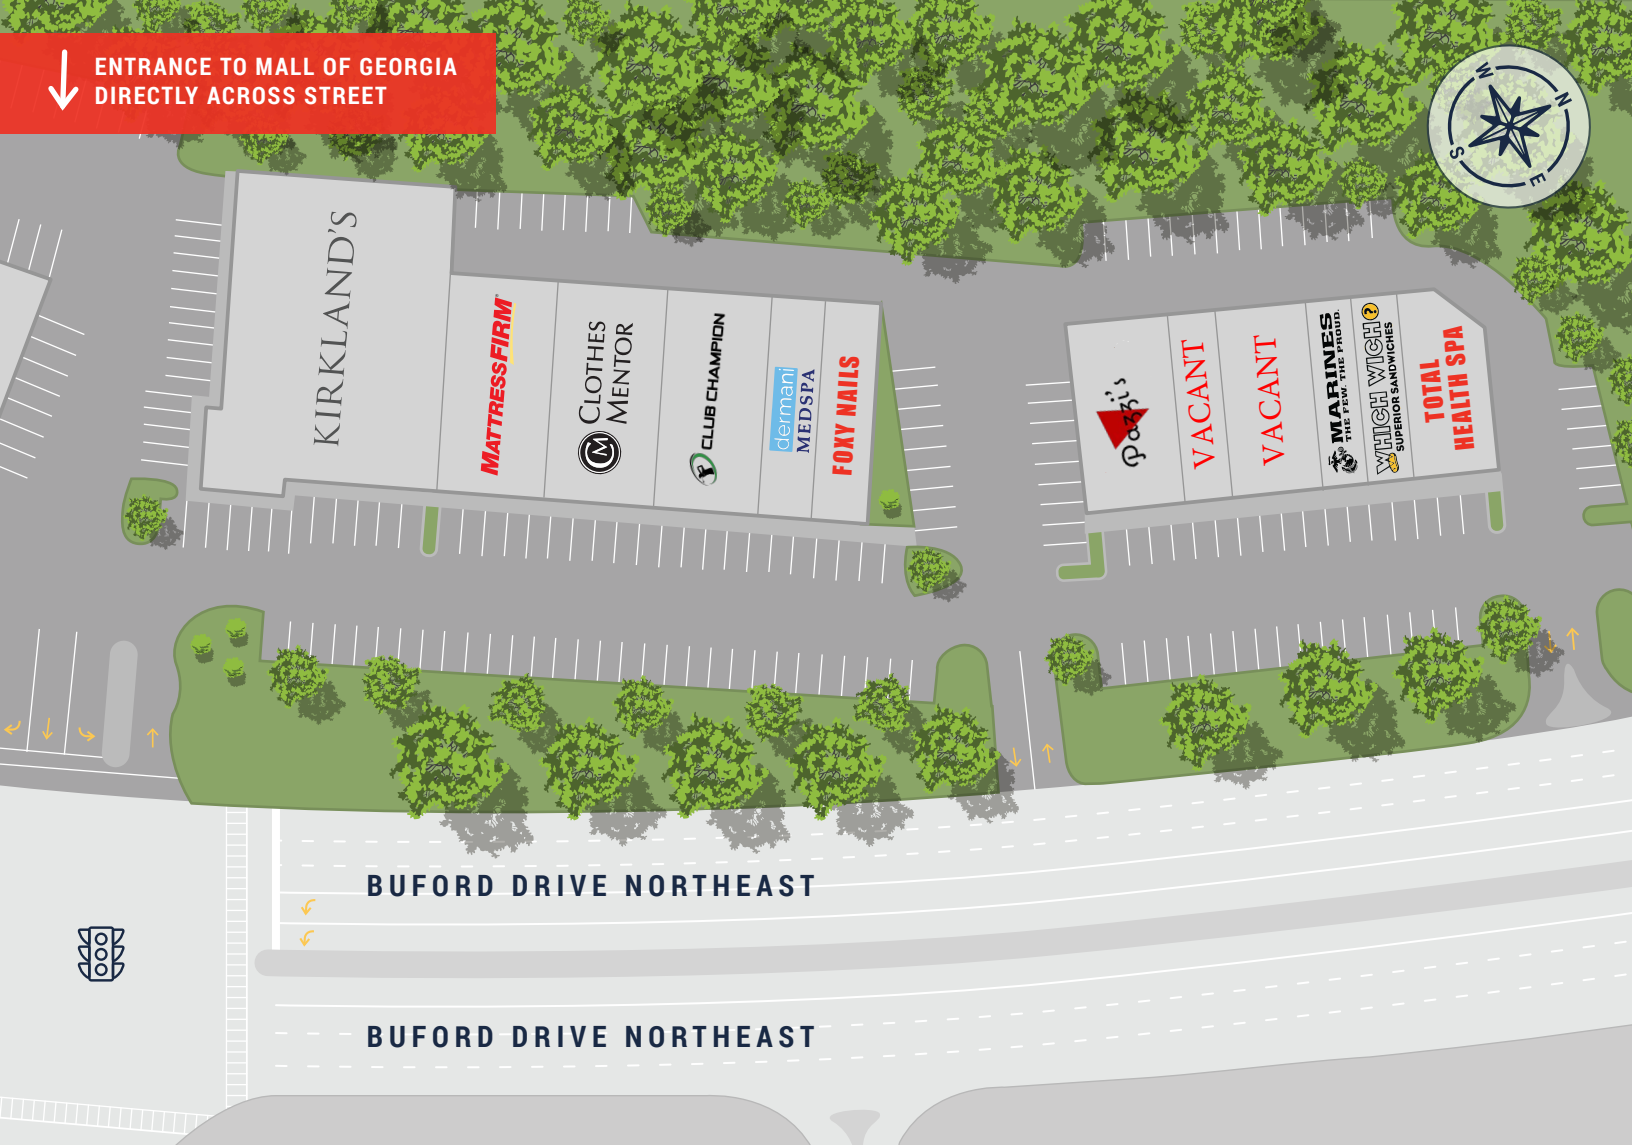 ENTRANCE TO MALL OF GEORGIA
DIRECTLY ACROSS STREET
W
N
S
E
KIRKLAND'S
MATTRESSFIRM
CM
CLOTHES
MENTOR
CLUB CHAMPION
dermani
MEDSPA
FOXY NAILS
Pazzi's
VACANT
VACANT
MARINES
THE FEW. THE PROUD.
WHICH WICH ?
SUPERIOR SANDWICHES
TOTAL
HEALTH SPA
BUFORD DRIVE NORTHEAST
BUFORD DRIVE NORTHEAST